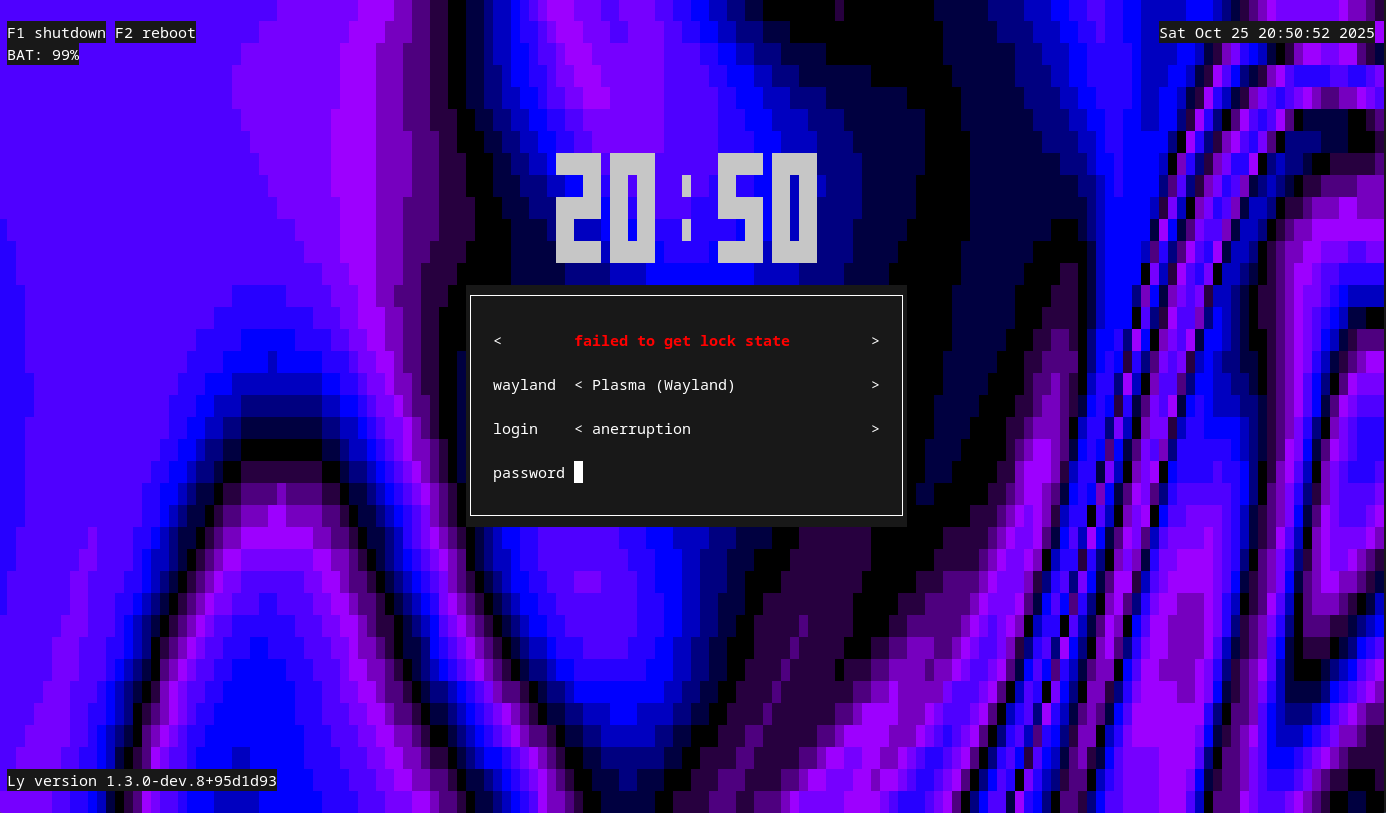 F1 shutdown F2 reboot
Sat Oct 25 20:50:52 2025
BAT: 99%
20:50
< failed to get lock state >
wayland < Plasma (Wayland) >
login < anerruption >
password
Ly version 1.3.0-dev.8+95d1d93